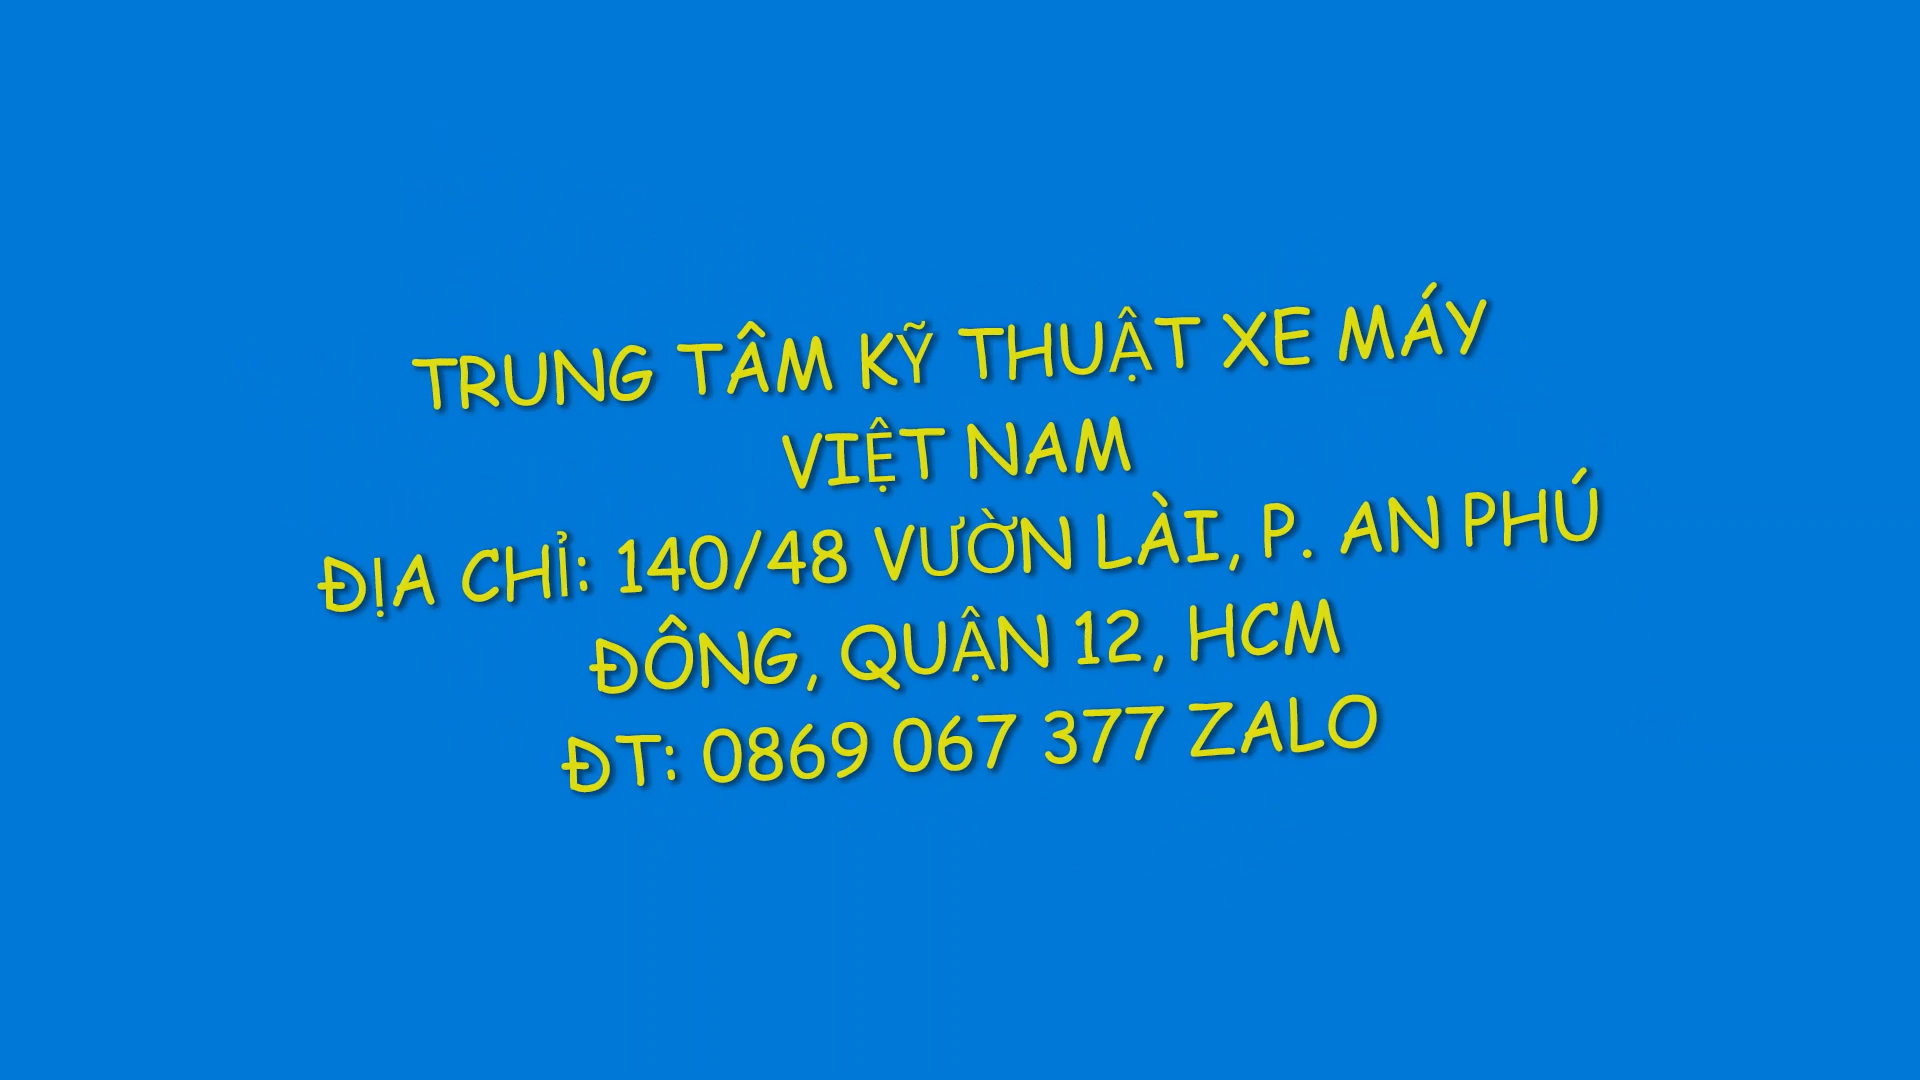 TRUNG TÂM KỸ THUẬT XE MÁY
VIỆT NAM
ĐỊA CHỈ: 140/48 VƯỜN LÀI, P. AN PHÚ
ĐÔNG, QUẬN 12, HCM
ĐT: 0869 067 377 ZALO